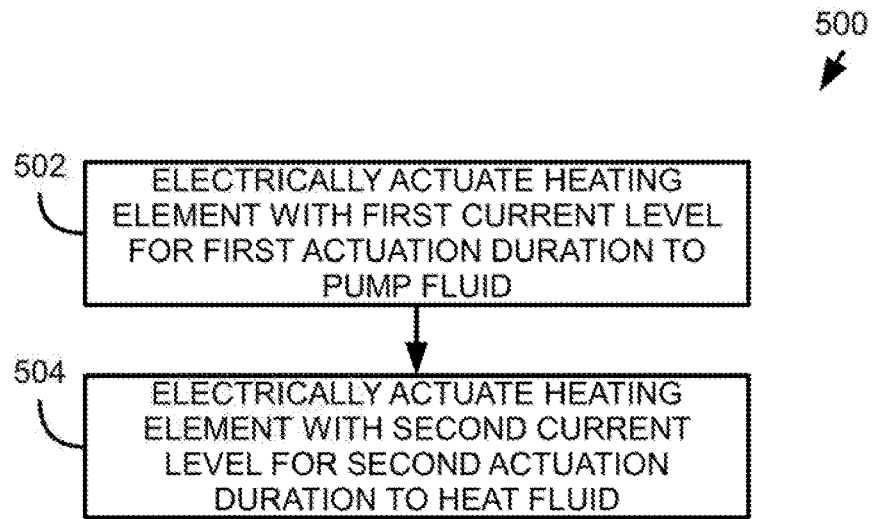 500
502
ELECTRICALLY ACTUATE HEATING
ELEMENT WITH FIRST CURRENT LEVEL
FOR FIRST ACTUATION DURATION TO
PUMP FLUID
504
ELECTRICALLY ACTUATE HEATING
ELEMENT WITH SECOND CURRENT
LEVEL FOR SECOND ACTUATION
DURATION TO HEAT FLUID